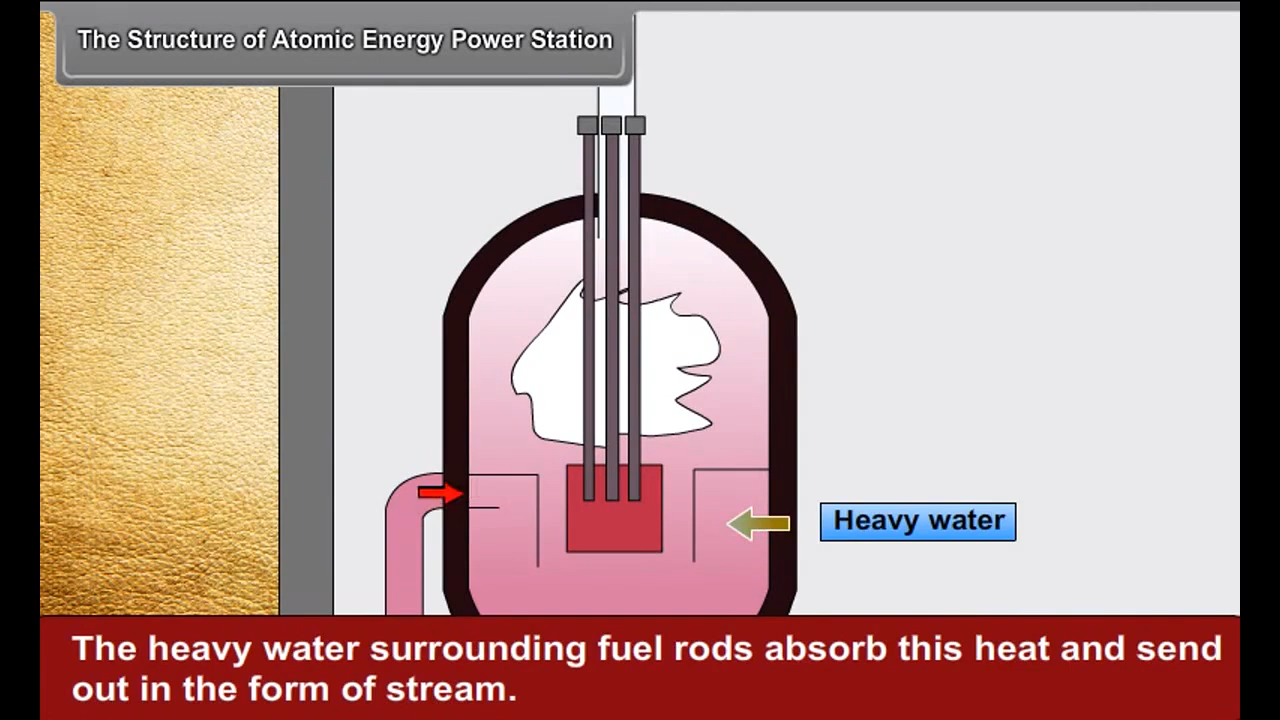 The Structure of Atomic Energy Power Station
Heavy water
The heavy water surrounding fuel rods absorb this heat and send
out in the form of stream.